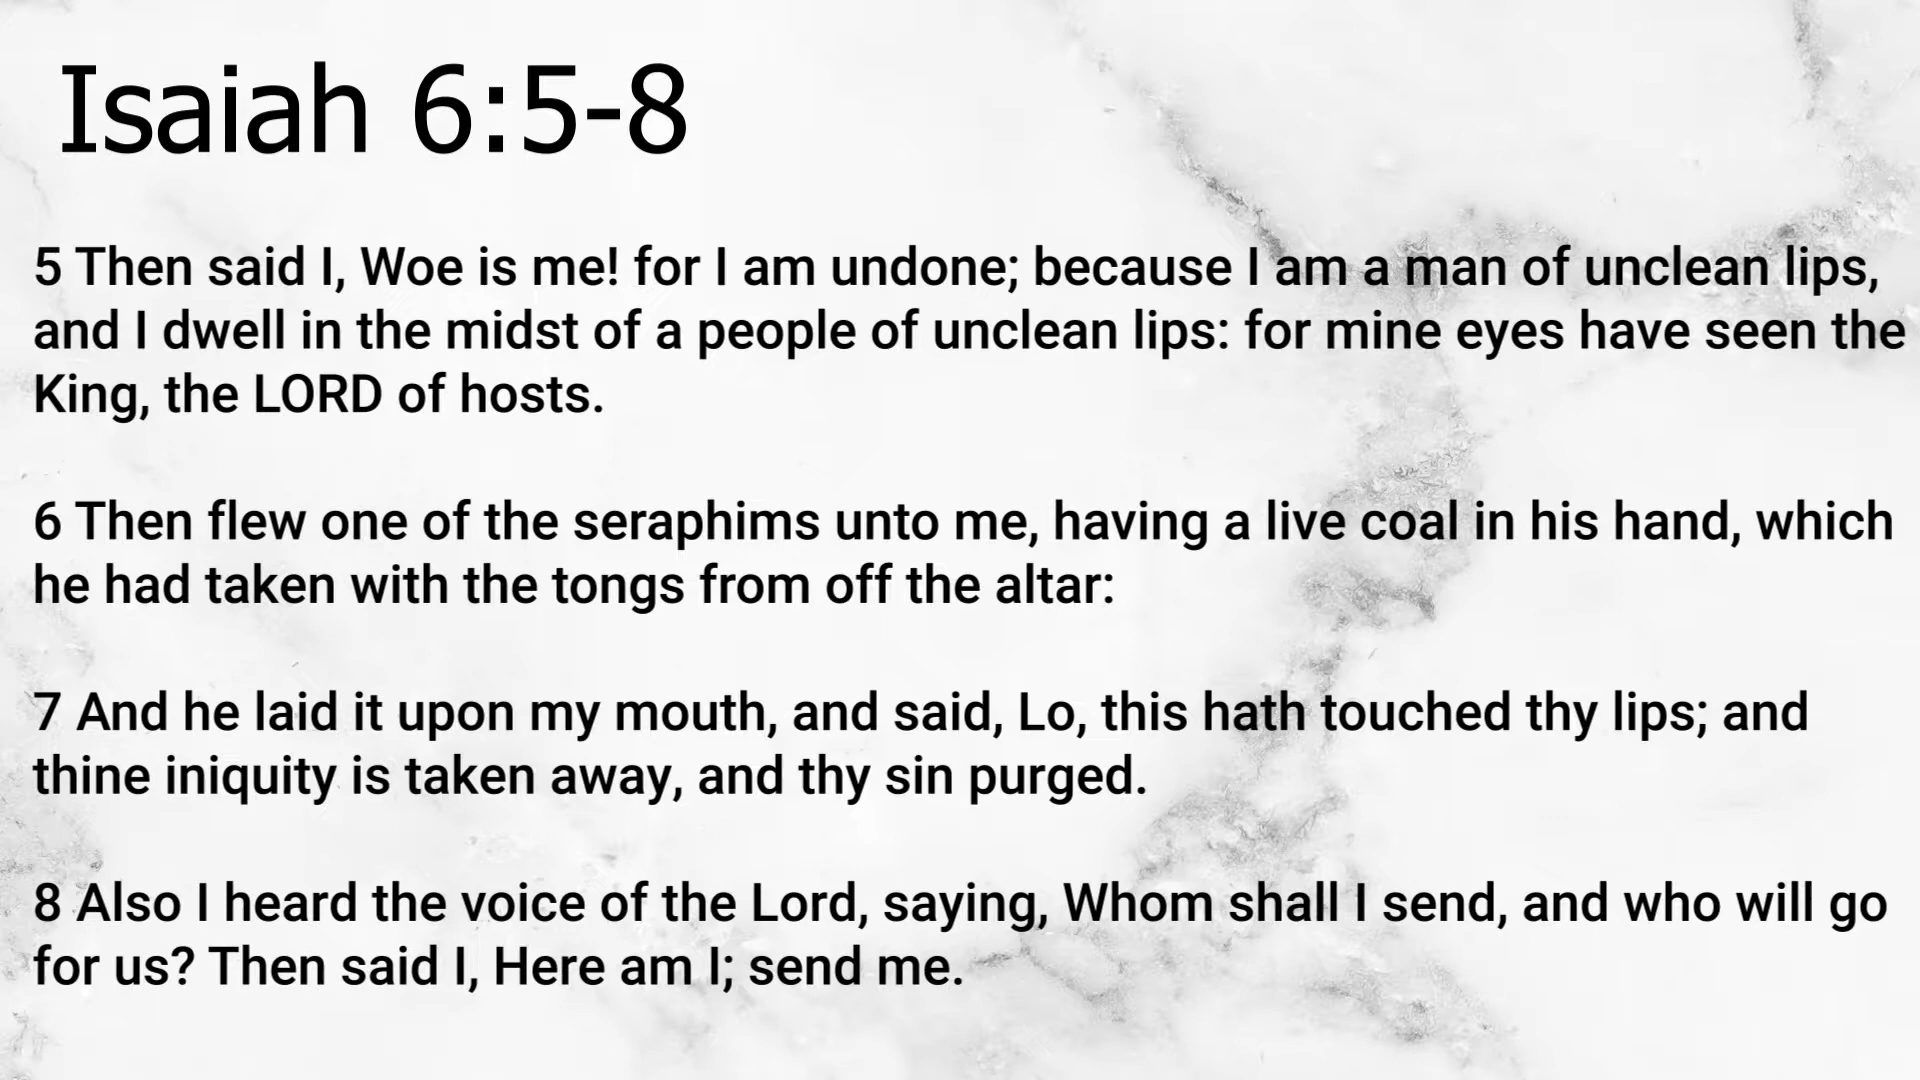 Isaiah 6:5-8
5 Then said I, Woe is me! for I am undone; because I am a man of unclean lips,
and I dwell in the midst of a people of unclean lips: for mine eyes have seen the
King, the LORD of hosts.
6 Then flew one of the seraphims unto me, having a live coal in his hand, which
he had taken with the tongs from off the altar:
7 And he laid it upon my mouth, and said, Lo, this hath touched thy lips; and
thine iniquity is taken away, and thy sin purged.
8 Also I heard the voice of the Lord, saying, Whom shall I send, and who will go
for us? Then said I, Here am I; send me.